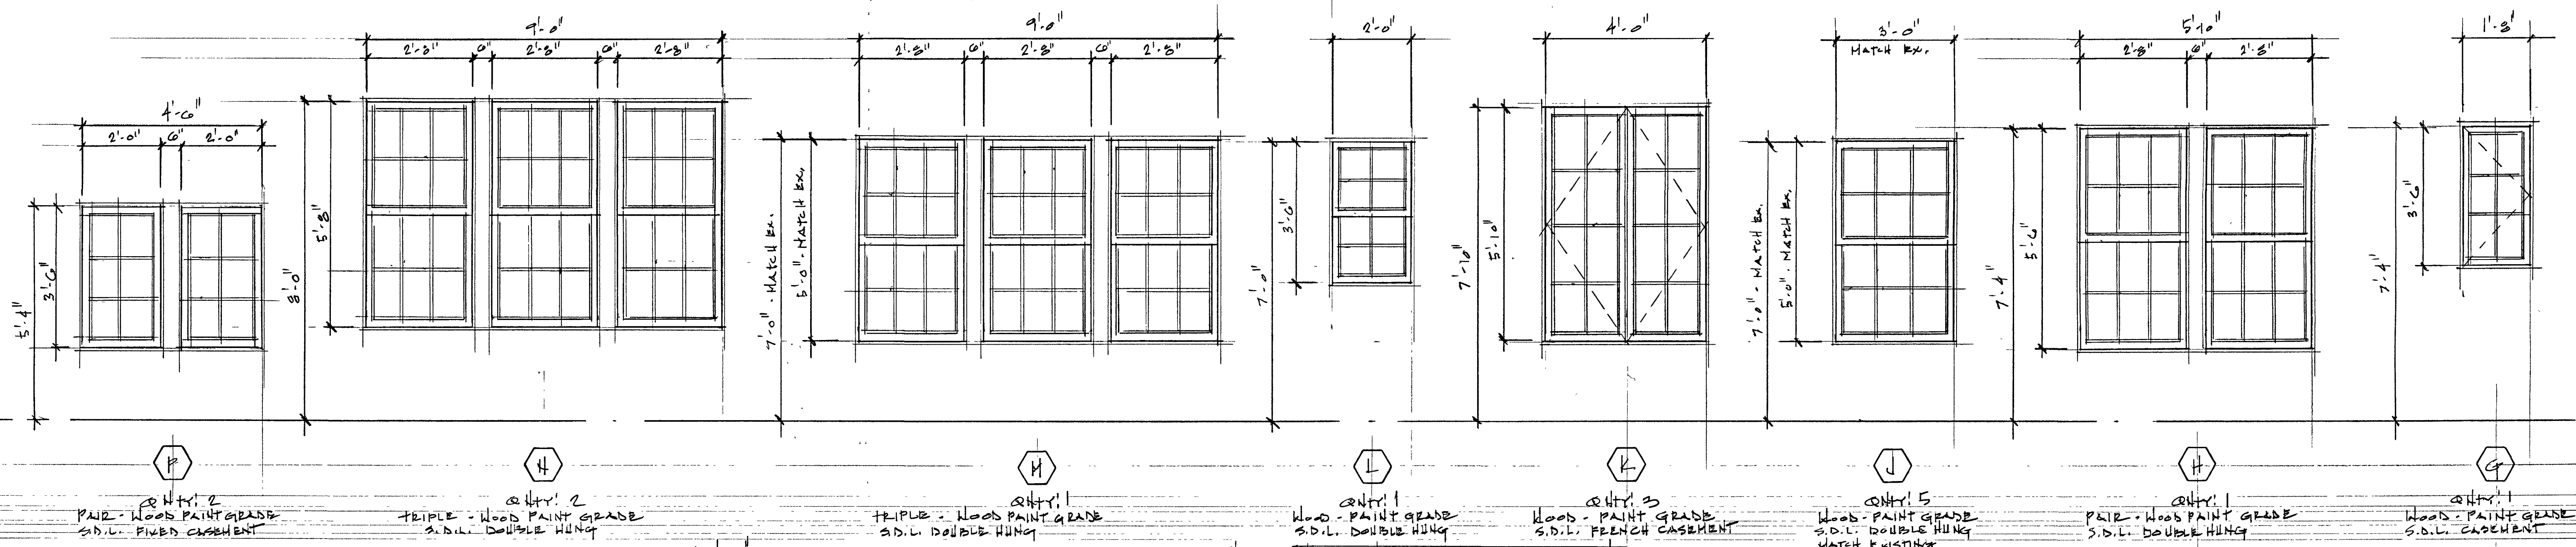 4'-6"
2'-0" 6" 2'-0"
5'-4"
3'-6"
P
QNTY: 2
PAIR - WOOD PAINT GRADE
S.D.L. FIXED CASEMENT
9'-0"
2'-8" 6" 2'-8" 6" 2'-8"
8'-0"
5'-8"
N
QNTY: 2
TRIPLE - WOOD PAINT GRADE
S.D.L. DOUBLE HUNG
9'-0"
2'-8" 6" 2'-8" 6" 2'-8"
7'-0" - MATCH EX.
5'-0" - MATCH EX.
M
QNTY: 1
TRIPLE - WOOD PAINT GRADE
S.D.L. DOUBLE HUNG
2'-0"
7'-0"
3'-6"
L
QNTY: 1
WOOD - PAINT GRADE
S.D.L. DOUBLE HUNG
4'-0"
7'-10"
5'-10"
K
QNTY: 3
WOOD - PAINT GRADE
S.D.L. FRENCH CASEMENT
3'-0"
MATCH EX.
7'-0" - MATCH EX.
5'-0" - MATCH EX.
J
QNTY: 5
WOOD - PAINT GRADE
S.D.L. DOUBLE HUNG
MATCH EXISTING
5'-10"
2'-8" 6" 2'-8"
7'-4"
5'-6"
H
QNTY: 1
PAIR - WOOD PAINT GRADE
S.D.L. DOUBLE HUNG
1'-8"
7'-4"
3'-6"
G
QNTY: 1
WOOD - PAINT GRADE
S.D.L. CASEMENT